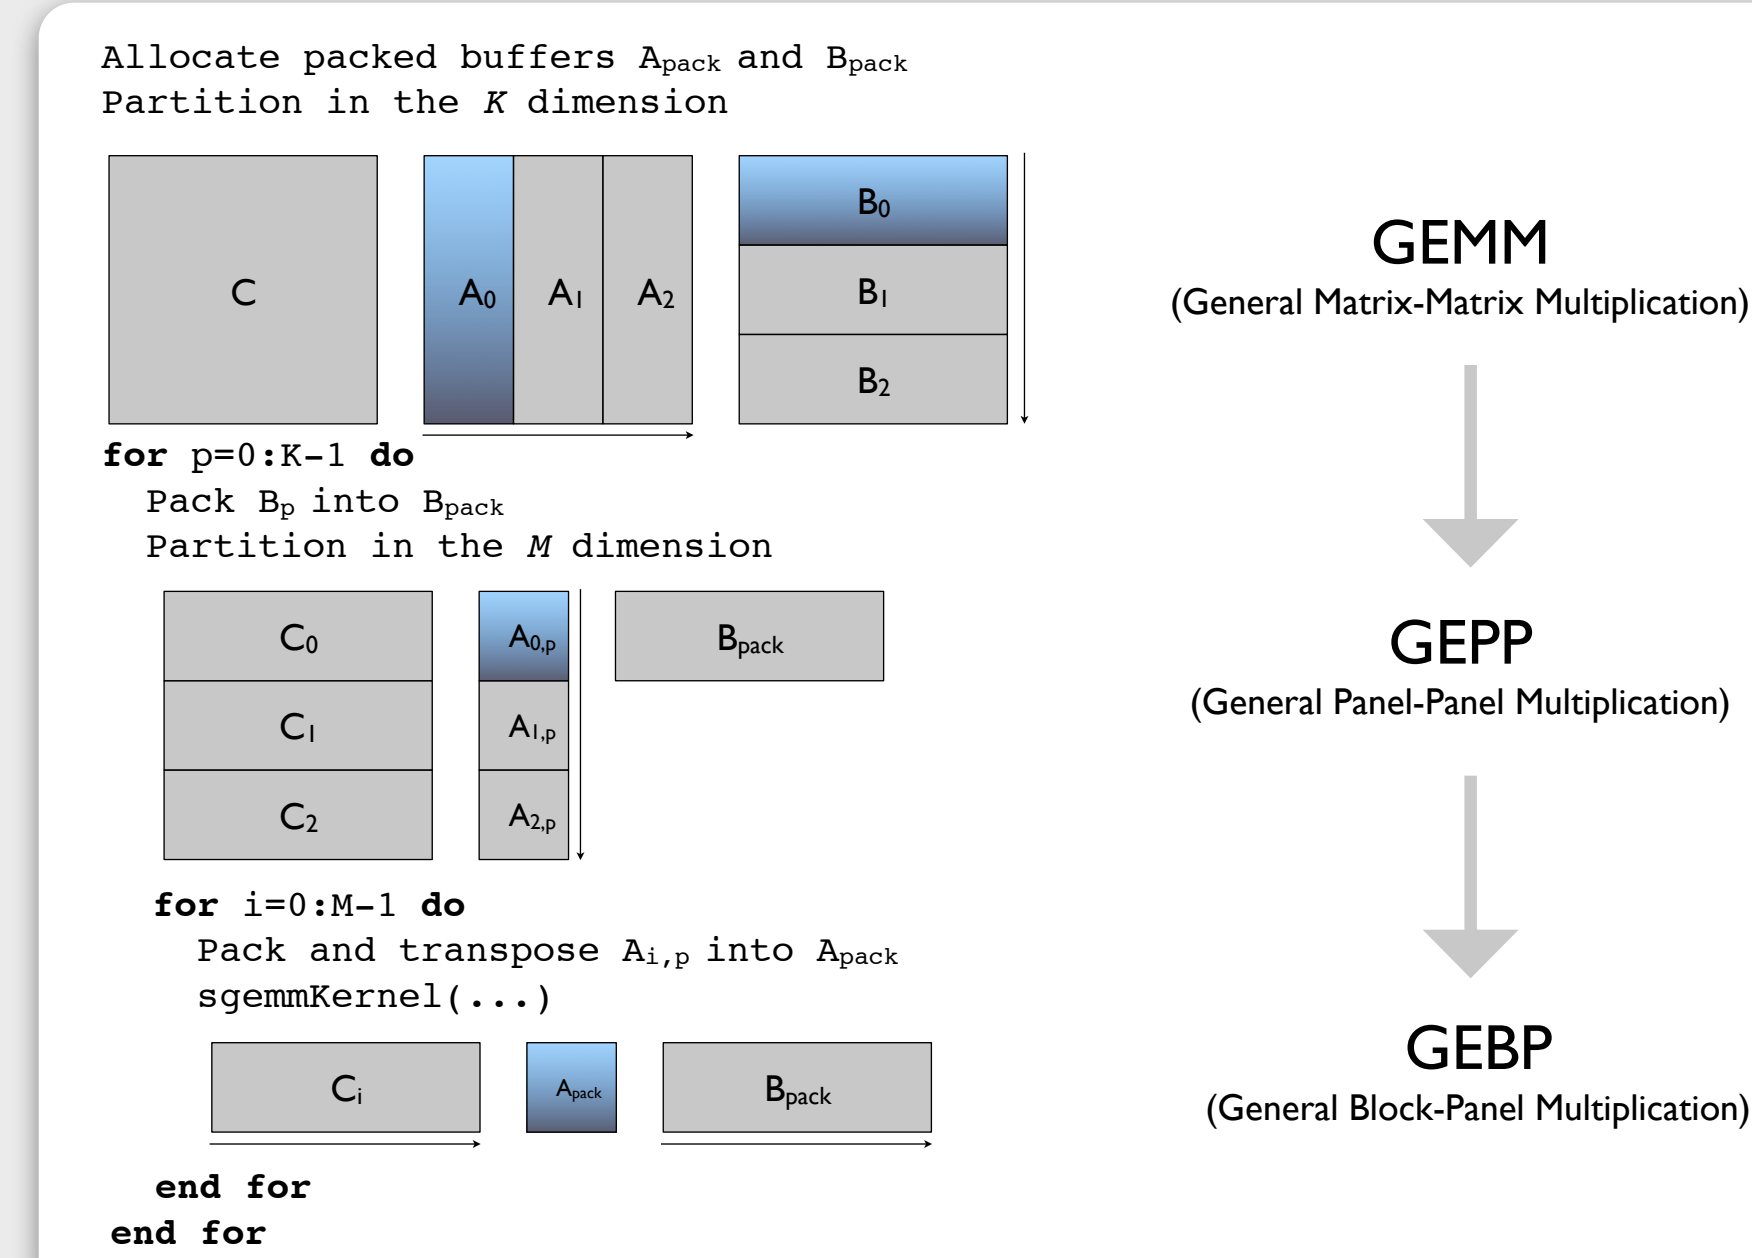 Allocate packed buffers Apack and Bpack
Partition in the K dimension
C
A0 A1 A2
B0
B1
B2
for p=0:K-1 do
Pack Bp into Bpack
Partition in the M dimension
C0
C1
C2
A0,p
A1,p
A2,p
Bpack
for i=0:M-1 do
Pack and transpose Ai,p into Apack
sgemmKernel(...)
Ci
Apack
Bpack
end for
end for
GEMM
(General Matrix-Matrix Multiplication)
GEPP
(General Panel-Panel Multiplication)
GEBP
(General Block-Panel Multiplication)